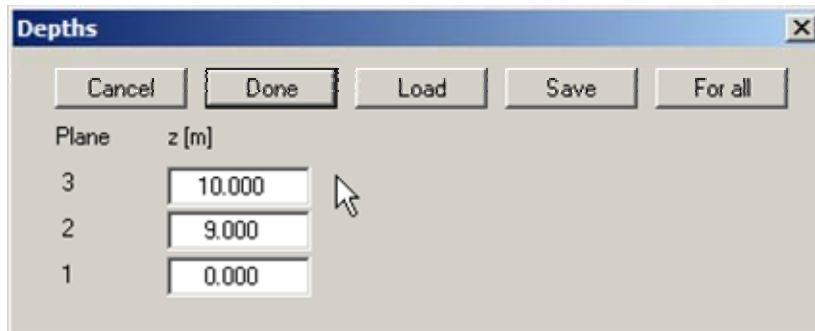 Depths
Cancel Done Load Save For all
Plane z [m]
3 10.000
2 9.000
1 0.000